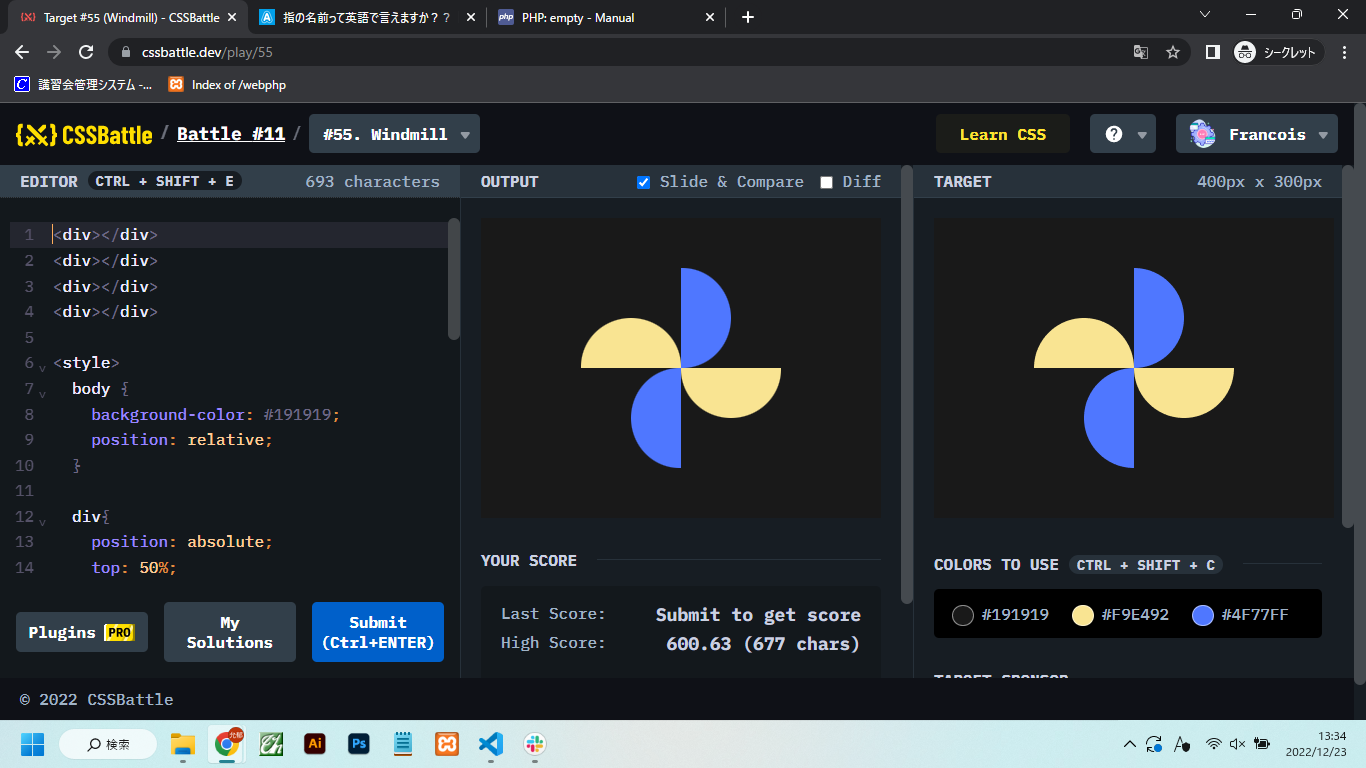 Target #55 (Windmill) - CSSBattle
指の名前って英語で言えますか？？
php
PHP: empty - Manual
cssbattle.dev/play/55
シークレット
講習会管理システム -...
Index of /webphp
{X} CSSBattle / Battle #11 / #55. Windmill
Learn CSS
?
Francois
EDITOR CTRL + SHIFT + E 693 characters
1 <div></div>
2 <div></div>
3 <div></div>
4 <div></div>
5
6 <style>
7 body {
8 background-color: #191919;
9 position: relative;
10 }
11
12 div{
13 position: absolute;
14 top: 50%;
Plugins PRO
My Solutions
Submit (Ctrl+ENTER)
OUTPUT Slide & Compare Diff
YOUR SCORE
Last Score: Submit to get score
High Score: 600.63 (677 chars)
TARGET 400px x 300px
COLORS TO USE CTRL + SHIFT + C
#191919 #F9E492 #4F77FF
TARGET SPONSOR
© 2022 CSSBattle
検索
Ai
Ps
13:34
2022/12/23